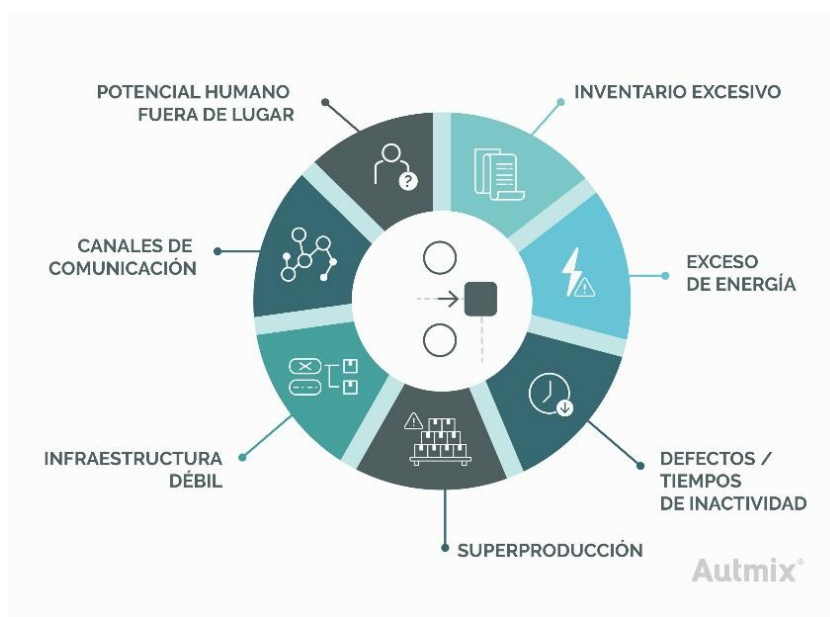 POTENCIAL HUMANO
FUERA DE LUGAR
INVENTARIO EXCESIVO
CANALES DE
COMUNICACIÓN
EXCESO
DE ENERGÍA
INFRAESTRUCTURA
DÉBIL
DEFECTOS /
TIEMPOS
DE INACTIVIDAD
SUPERPRODUCCIÓN
Autmix®